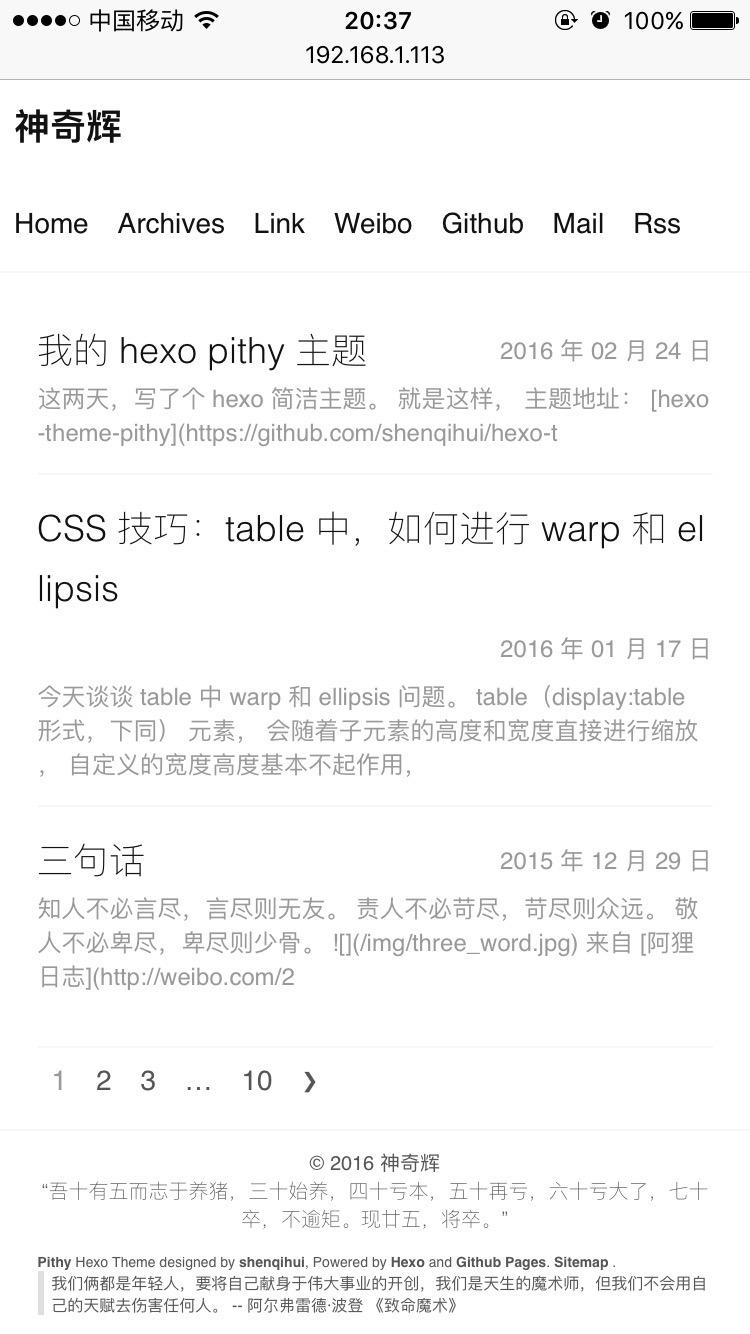 中国移动 20:37 100%
192.168.1.113
神奇辉
Home Archives Link Weibo Github Mail Rss
我的 hexo pithy 主题 2016 年 02 月 24 日
这两天，写了个 hexo 简洁主题。 就是这样， 主题地址： [hexo
-theme-pithy](https://github.com/shenqihui/hexo-t
CSS 技巧：table 中，如何进行 warp 和 el
lipsis
2016 年 01 月 17 日
今天谈谈 table 中 warp 和 ellipsis 问题。 table（display:table
形式，下同） 元素， 会随着子元素的高度和宽度直接进行缩放
， 自定义的宽度高度基本不起作用，
三句话 2015 年 12 月 29 日
知人不必言尽，言尽则无友。 责人不必苛尽，苛尽则众远。 敬
人不必卑尽，卑尽则少骨。 ![](/img/three_word.jpg) 来自 [阿狸
日志](http://weibo.com/2
1 2 3 … 10 ❯
© 2016 神奇辉
“吾十有五而志于养猪，三十始养，四十亏本，五十再亏，六十亏大了，七十
卒，不逾矩。现廿五，将卒。”
Pithy Hexo Theme designed by shenqihui, Powered by Hexo and Github Pages. Sitemap .
我们俩都是年轻人，要将自己献身于伟大事业的开创，我们是天生的魔术师，但我们不会用自
己的天赋去伤害任何人。 -- 阿尔弗雷德·波登 《致命魔术》